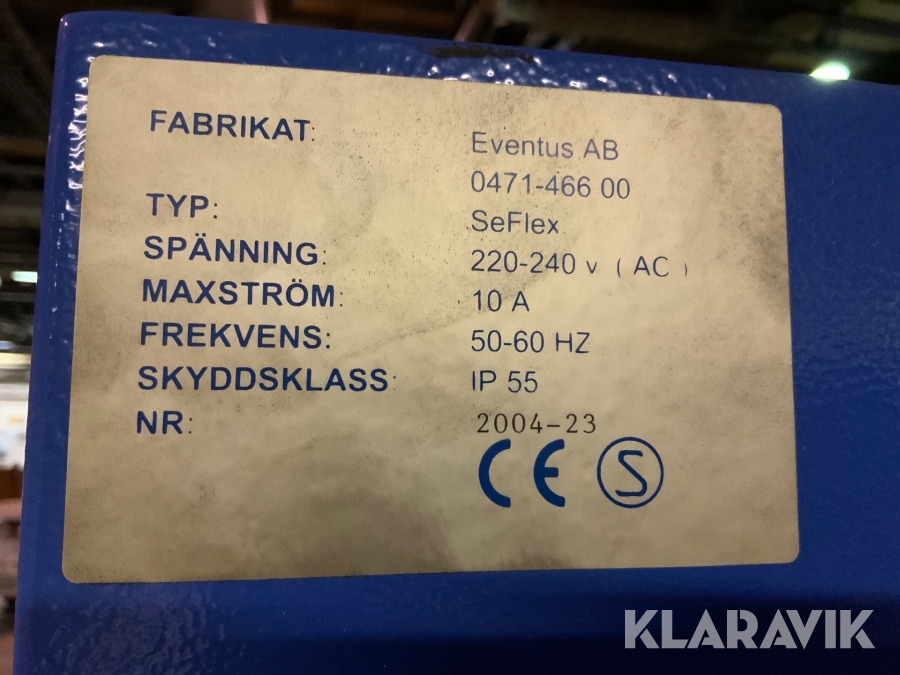 FABRIKAT: Eventus AB
0471-466 00
TYP: SeFlex
SPÄNNING: 220-240 v ( AC )
MAXSTRÖM: 10 A
FREKVENS: 50-60 HZ
SKYDDSKLASS: IP 55
NR: 2004-23
CE S
KLARAVIK